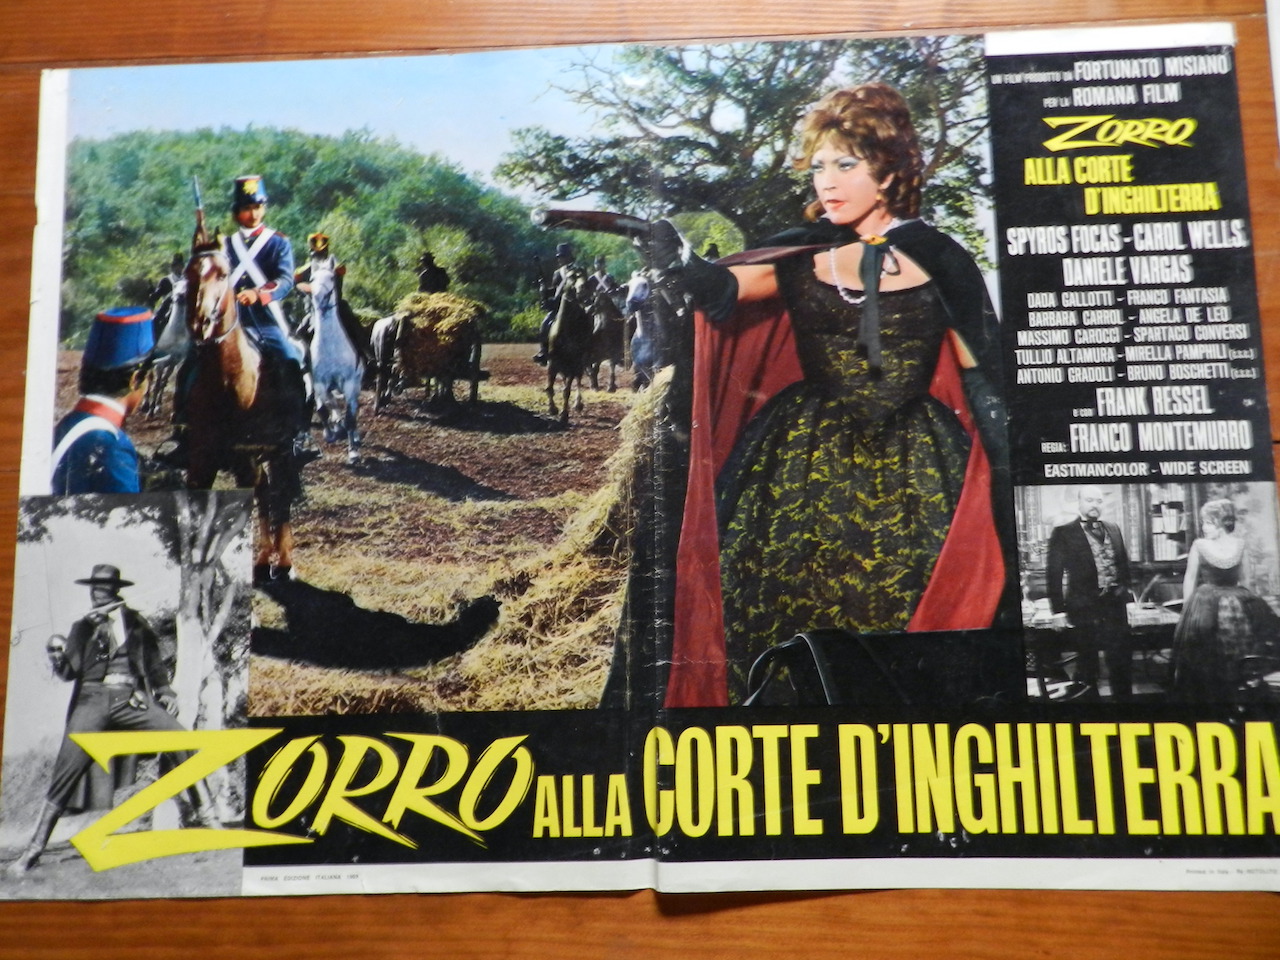 UN FILM PRODOTTO DA FORTUNATO MISIANO
PER LA ROMANA FILM
ZORRO
ALLA CORTE
D'INGHILTERRA
SPYROS FOCAS - CAROL WELLS
DANIELE VARGAS
DADA GALLOTTI - FRANCO FANTASIA
BARBARA CARROL - ANGELA DE LEO
MASSIMO CAROCCI - SPARTACO CONVERSI
TULLIO ALTAMURA - MIRELLA PAMPHILI (c.s.c.)
ANTONIO GRADOLI - BRUNO BOSCHETTI (c.s.c.)
E CON FRANK RESSEL
REGIA: FRANCO MONTEMURRO
EASTMANCOLOR - WIDE SCREEN
ZORRO ALLA CORTE D'INGHILTERRA
PRIMA EDIZIONE ITALIANA 1969
Printed in Italy - ROTOLITO